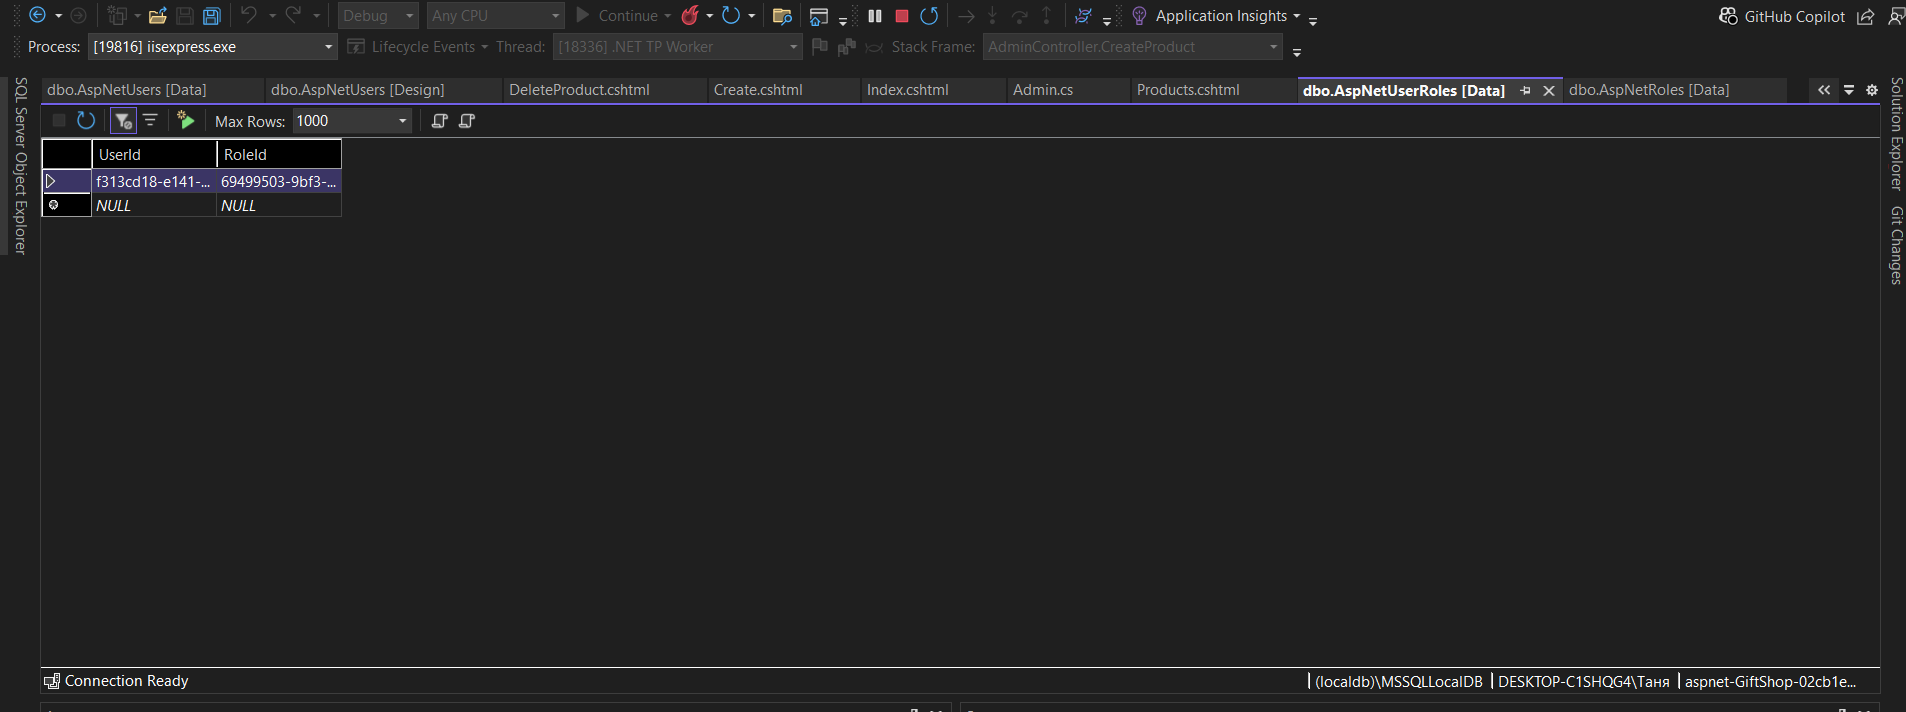 Debug Any CPU Continue Application Insights GitHub Copilot
Process: [19816] iisexpress.exe Lifecycle Events Thread: [18336] .NET TP Worker Stack Frame: AdminController.CreateProduct
dbo.AspNetUsers [Data] dbo.AspNetUsers [Design] DeleteProduct.cshtml Create.cshtml Index.cshtml Admin.cs Products.cshtml dbo.AspNetUserRoles [Data] dbo.AspNetRoles [Data]
SQL Server Object Explorer
Max Rows: 1000
UserId RoleId
f313cd18-e141-... 69499503-9bf3-...
NULL NULL
Solution Explorer
Git Changes
Connection Ready (localdb)\MSSQLLocalDB DESKTOP-C1SHQG4\Таня aspnet-GiftShop-02cb1e...